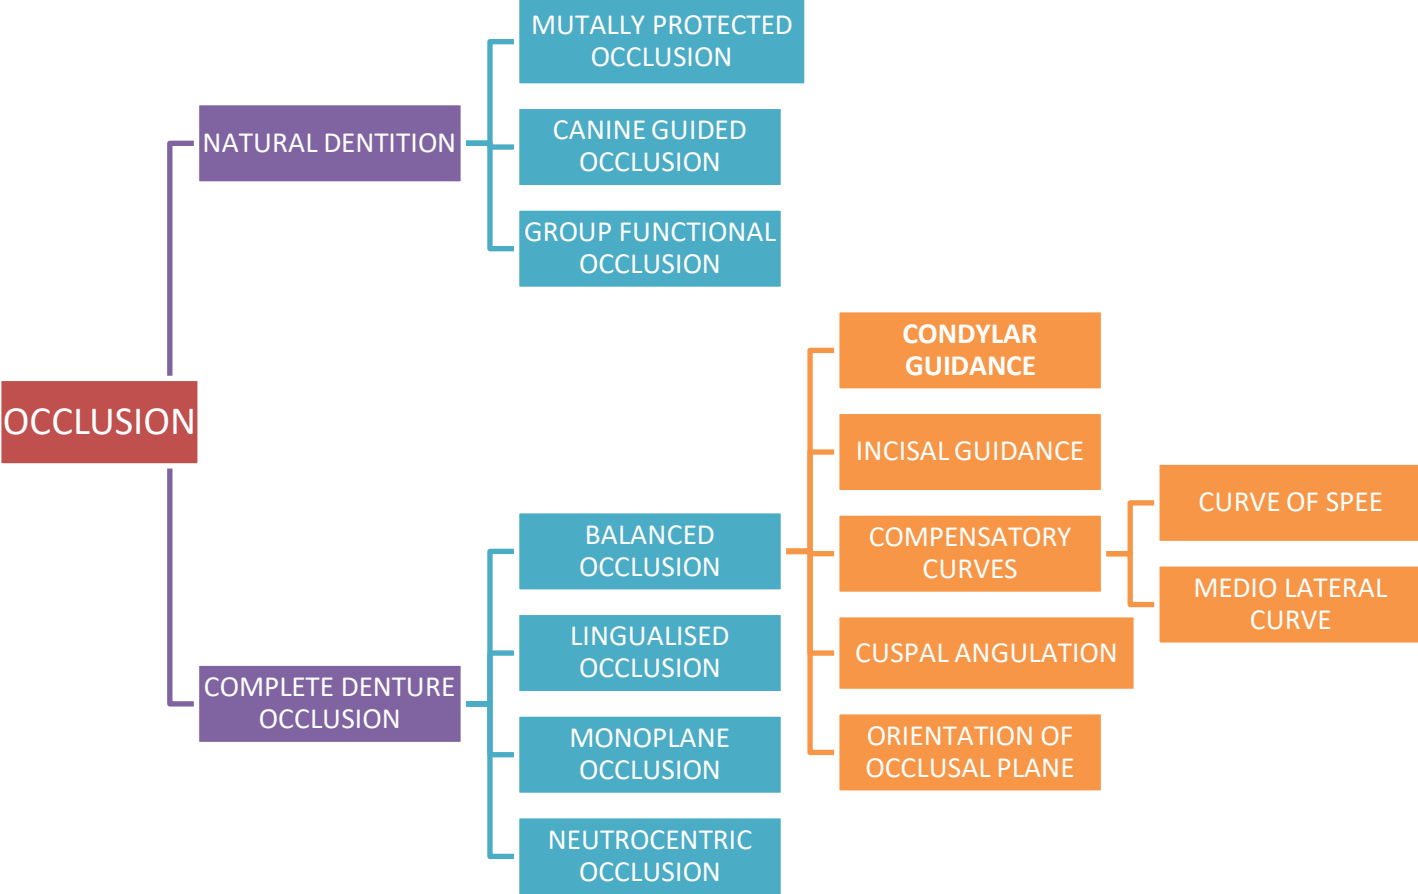 MUTALLY PROTECTED
OCCLUSION
NATURAL DENTITION
CANINE GUIDED
OCCLUSION
GROUP FUNCTIONAL
OCCLUSION
OCCLUSION
CONDYLAR
GUIDANCE
INCISAL GUIDANCE
BALANCED
OCCLUSION
COMPENSATORY
CURVES
CURVE OF SPEE
MEDIO LATERAL
CURVE
LINGUALISED
OCCLUSION
CUSPAL ANGULATION
COMPLETE DENTURE
OCCLUSION
MONOPLANE
OCCLUSION
ORIENTATION OF
OCCLUSAL PLANE
NEUTROCENTRIC
OCCLUSION